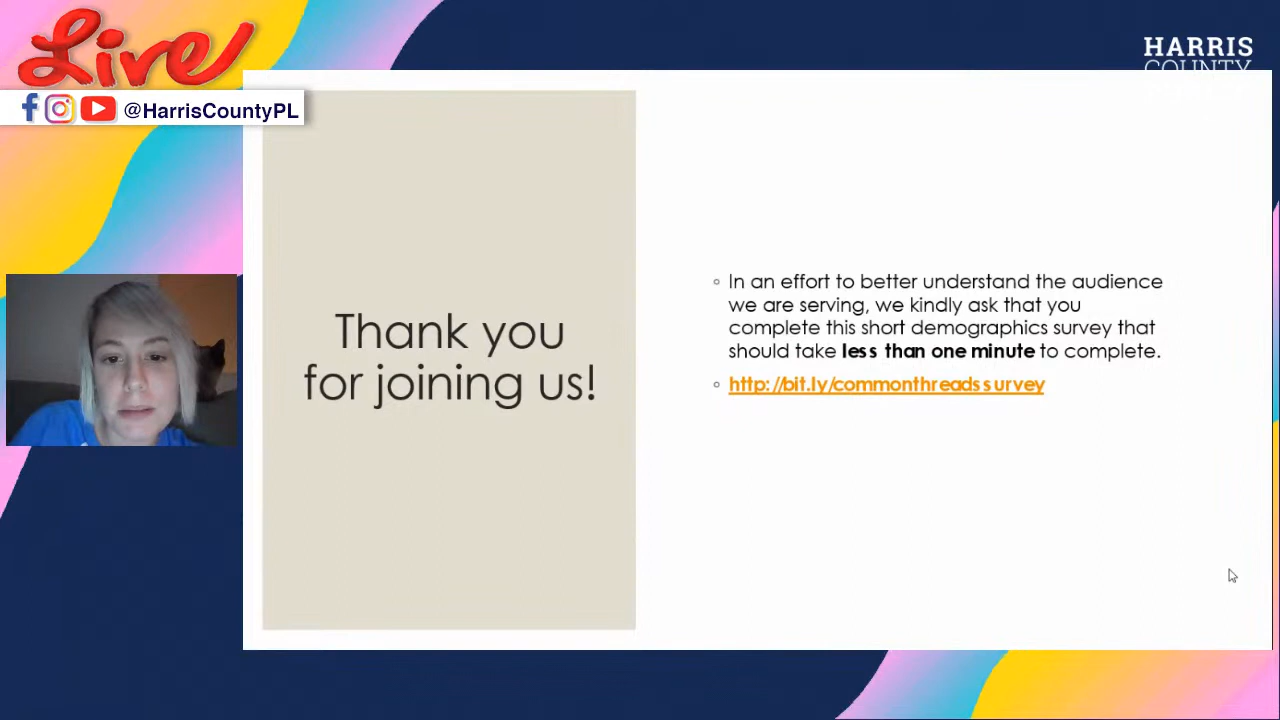 Live
@HarrisCountyPL
HARRIS
COUNTY
Thank you
for joining us!
In an effort to better understand the audience
we are serving, we kindly ask that you
complete this short demographics survey that
should take less than one minute to complete.
http://bit.ly/commonthreadssurvey